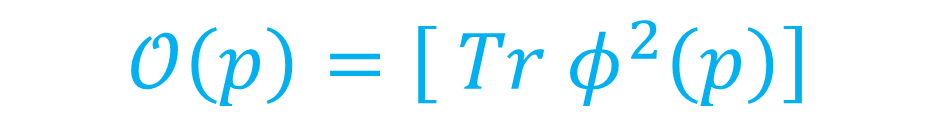 𝒪(p) = [ Tr ϕ²(p)]